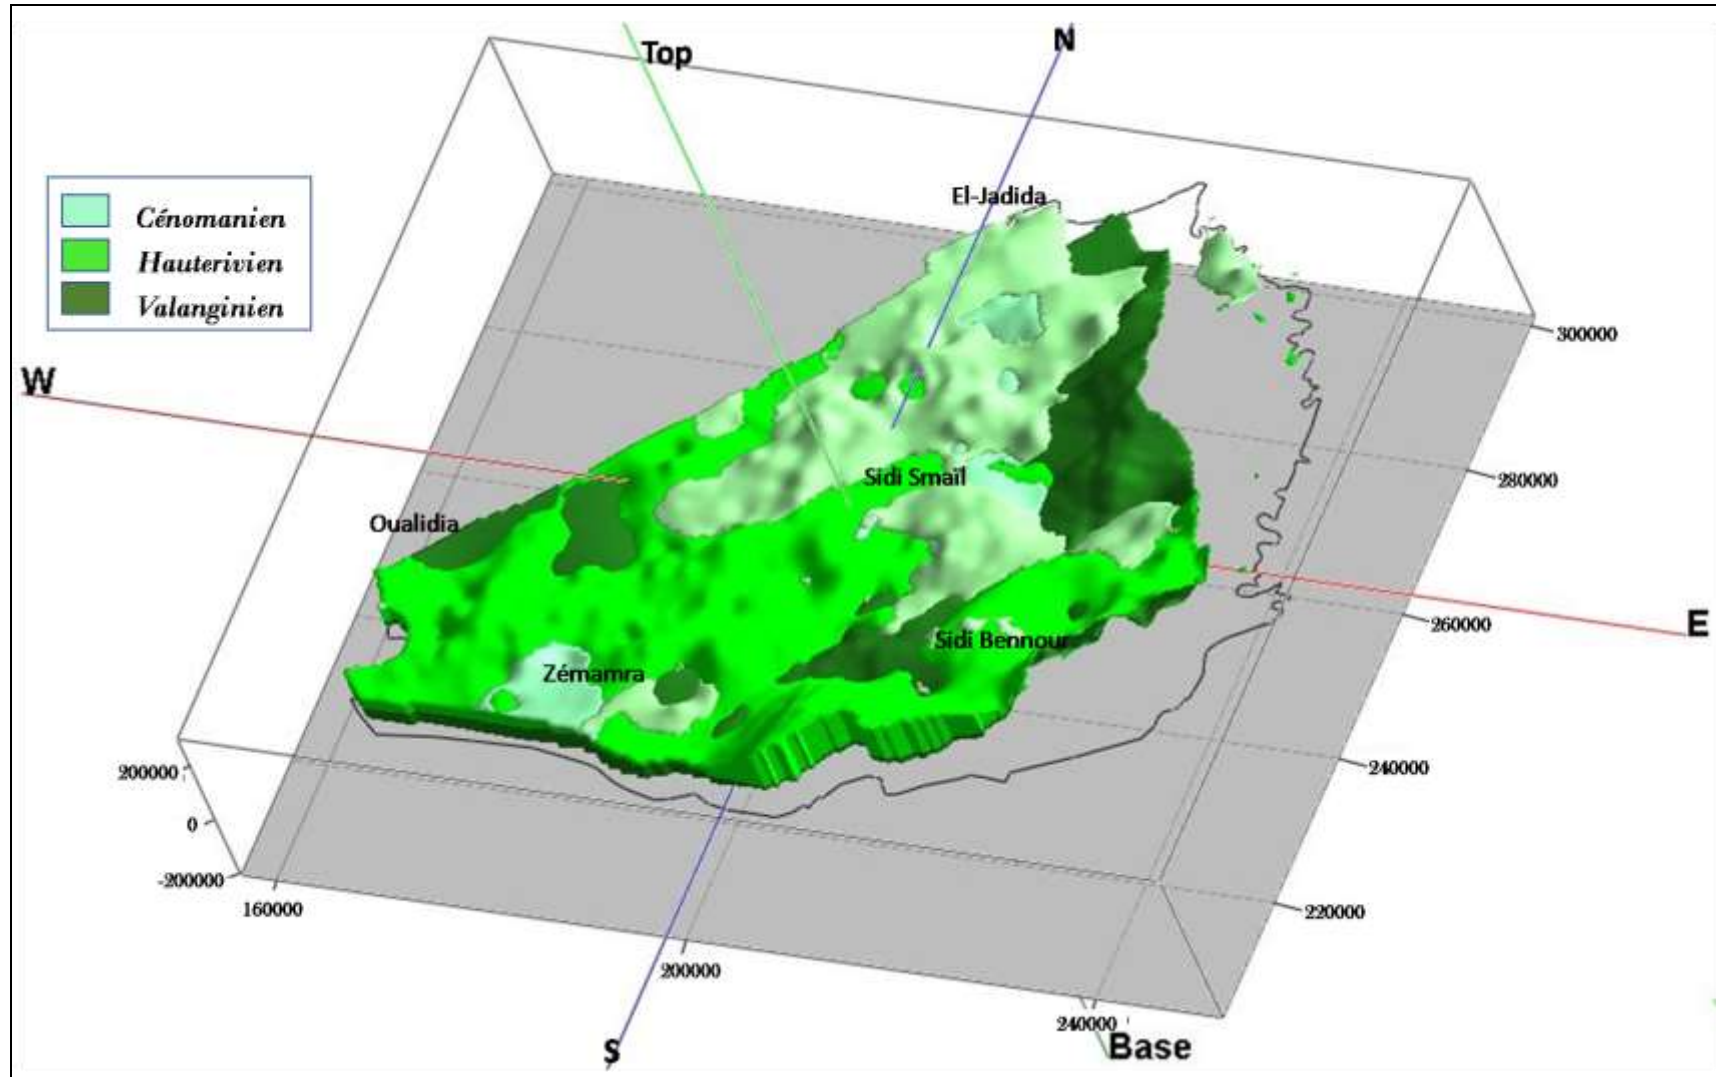 Top
N
El-Jadida
Cénomanien
Hauterivien
Valanginien
300000
W
Sidi Smaïl
280000
Oualidia
E
260000
Sidi Bennour
Zémamra
240000
200000
0
-200000
160000
220000
200000
240000
S
Base